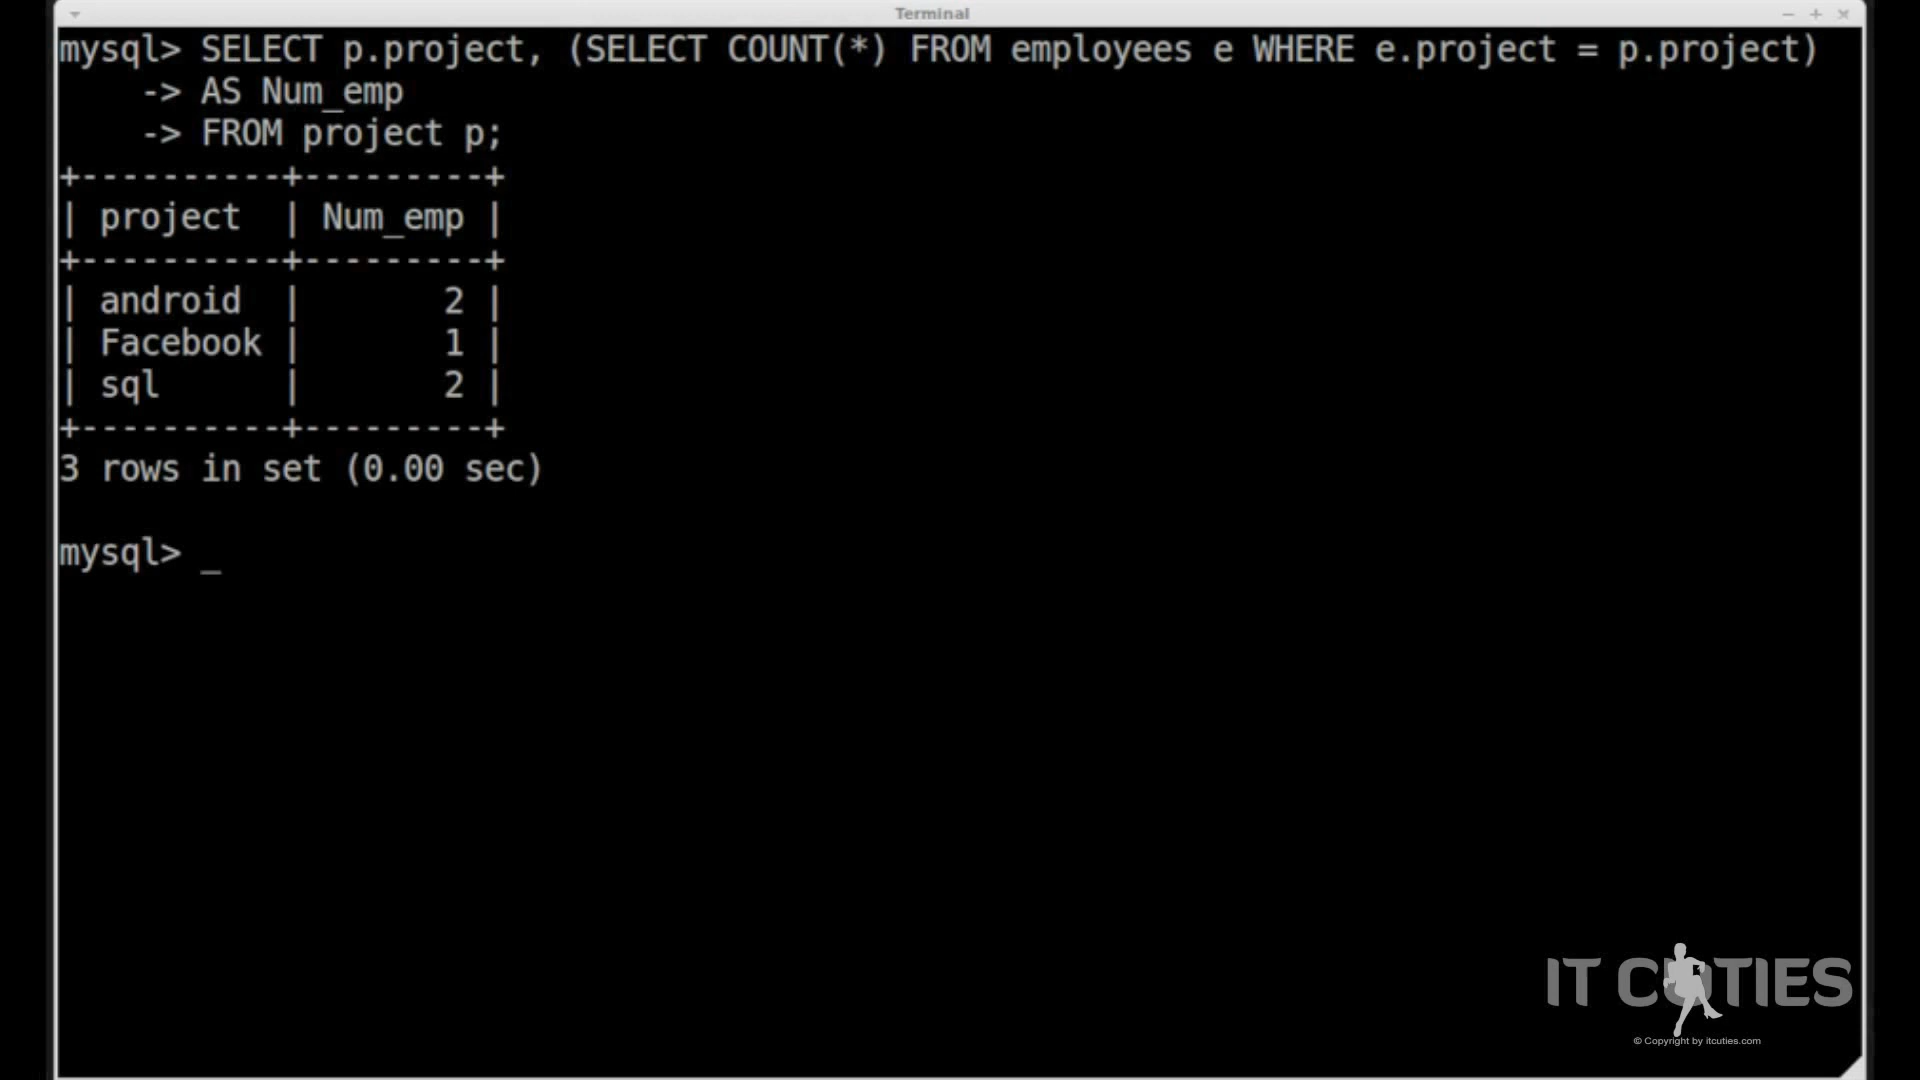 Terminal
mysql> SELECT p.project, (SELECT COUNT(*) FROM employees e WHERE e.project = p.project)
    -> AS Num_emp
    -> FROM project p;
+----------+---------+
| project  | Num_emp |
+----------+---------+
| android  |       2 |
| Facebook |       1 |
| sql      |       2 |
+----------+---------+
3 rows in set (0.00 sec)
mysql> _
IT CUTIES
© Copyright by itcuties.com